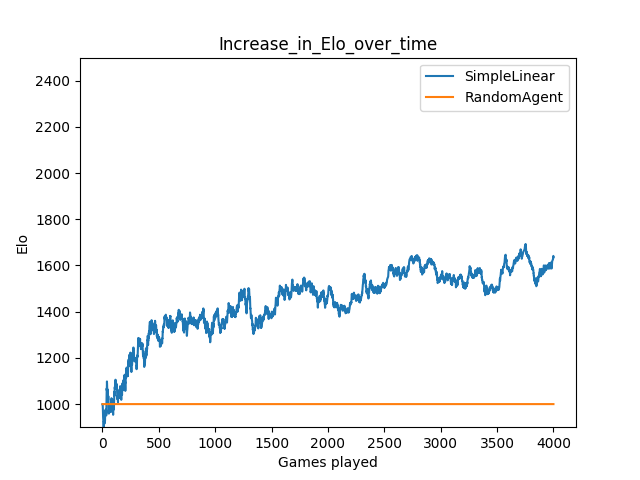 Increase_in_Elo_over_time
SimpleLinear
RandomAgent
2400
2200
2000
1800
1600
1400
1200
1000
Elo
0 500 1000 1500 2000 2500 3000 3500 4000
Games played